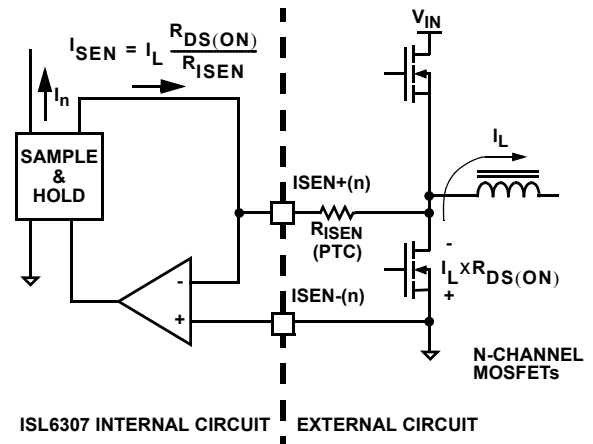 I_SEN = I_L R_DS(ON) / R_ISEN
I_n
SAMPLE
&
HOLD
-
+
ISEN+(n)
R_ISEN
(PTC)
ISEN-(n)
V_IN
I_L
-
I_L X R_DS(ON)
+
N-CHANNEL
MOSFETs
ISL6307 INTERNAL CIRCUIT
EXTERNAL CIRCUIT